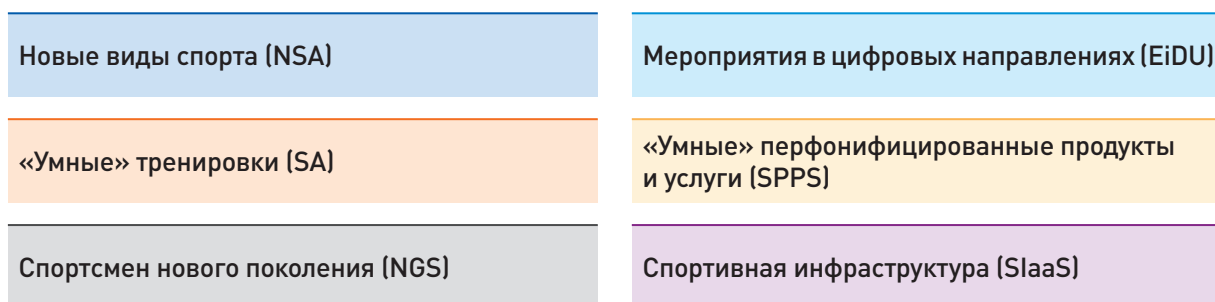 Новые виды спорта (NSA)
Мероприятия в цифровых направлениях (EiDU)
«Умные» тренировки (SA)
«Умные» перфонифицированные продукты
и услуги (SPPS)
Спортсмен нового поколения (NGS)
Спортивная инфраструктура (SIaaS)